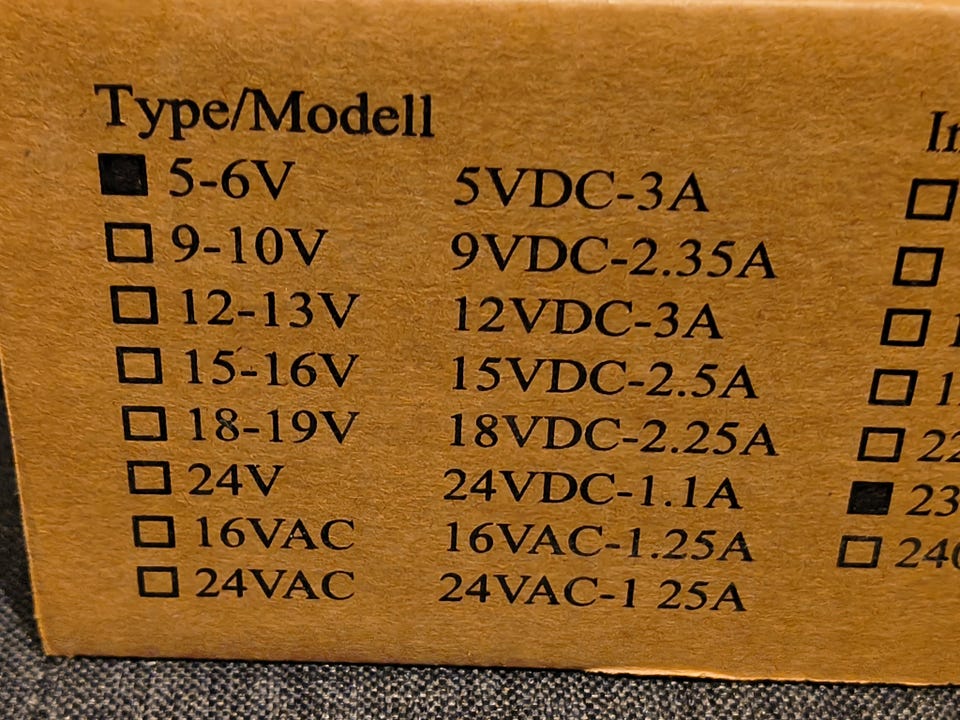 Type/Modell
■ 5-6V 5VDC-3A
☐ 9-10V 9VDC-2.35A
☐ 12-13V 12VDC-3A
☐ 15-16V 15VDC-2.5A
☐ 18-19V 18VDC-2.25A
☐ 24V 24VDC-1.1A
■ 23
☐ 16VAC 16VAC-1.25A
☐ 24VAC 24VAC-1 25A